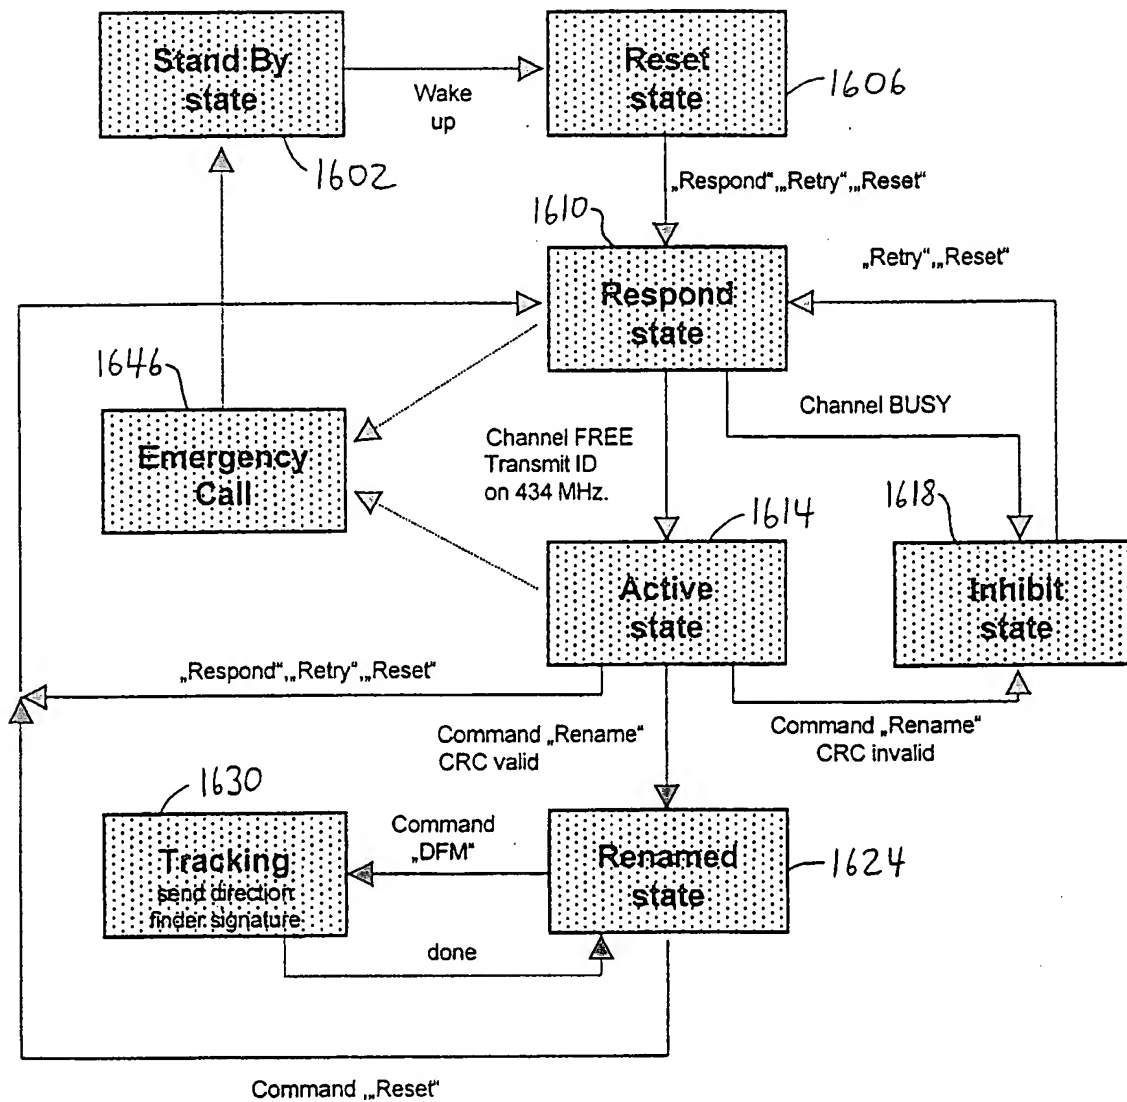 Stand By
state
Wake
up
Reset
state
1606
1602
„Respond“„Retry“„Reset“
1610
„Retry“„Reset“
Respond
state
1646
Channel BUSY
Emergency
Call
Channel FREE
Transmit ID
on 434 MHz.
1614
1618
Active
state
Inhibit
state
„Respond“„Retry“„Reset“
Command „Rename“
CRC valid
Command „Rename“
CRC invalid
1630
Command
„DFM“
Tracking
send direction
finder signature
Renamed
state
1624
done
Command „Reset“